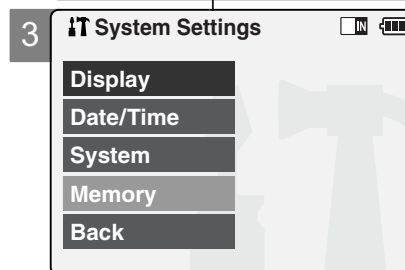 3
System Settings IN
Display
Date/Time
System
Memory
Back